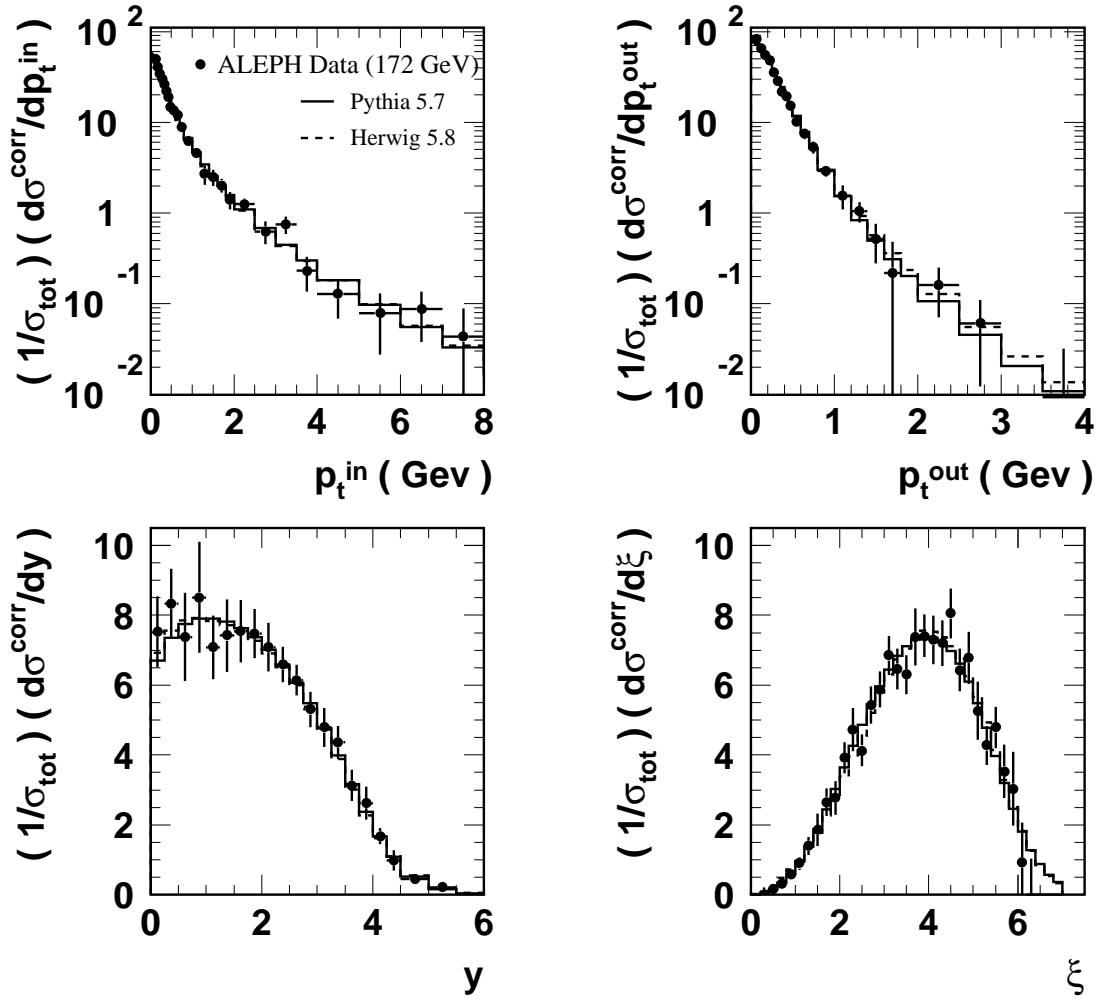 ( 1/σtot ) ( dσcorr/dptin )
10 2
10
1
10 -1
10 -2
0 2 4 6 8
ALEPH Data (172 GeV)
Pythia 5.7
Herwig 5.8
ptin ( Gev )
( 1/σtot ) ( dσcorr/dptout )
10 2
10
1
10 -1
10 -2
0 1 2 3 4
ptout ( Gev )
( 1/σtot ) ( dσcorr/dy )
10
8
6
4
2
0
0 2 4 6
y
( 1/σtot ) ( dσcorr/dξ )
10
8
6
4
2
0
0 2 4 6
ξ